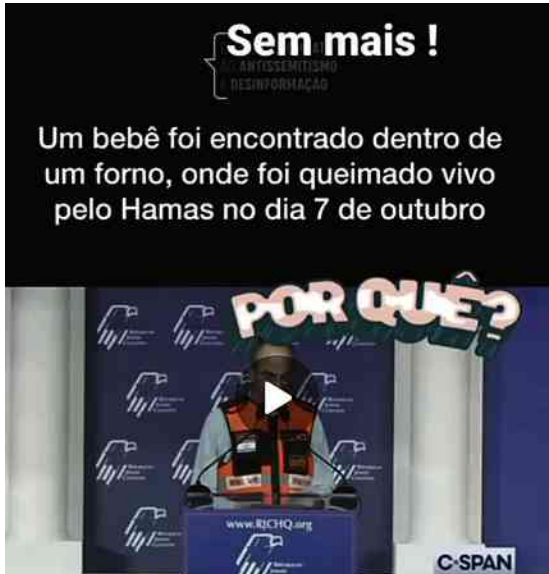 Sem mais !
AO ANTISSEMITISMO
E DESINFORMAÇÃO
Um bebê foi encontrado dentro de
um forno, onde foi queimado vivo
pelo Hamas no dia 7 de outubro
POR QUÊ?
www.RJCHQ.org
C-SPAN